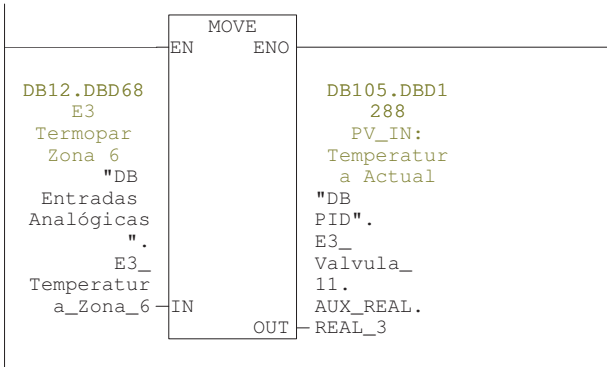 MOVE
EN ENO
DB12.DBD68
E3
Termopar
Zona 6
"DB
Entradas
Analógicas
".
E3_
Temperatur
a_Zona_6
IN
DB105.DBD1
288
PV_IN:
Temperatur
a Actual
"DB
PID".
E3_
Valvula_
11.
AUX_REAL.
REAL_3
OUT